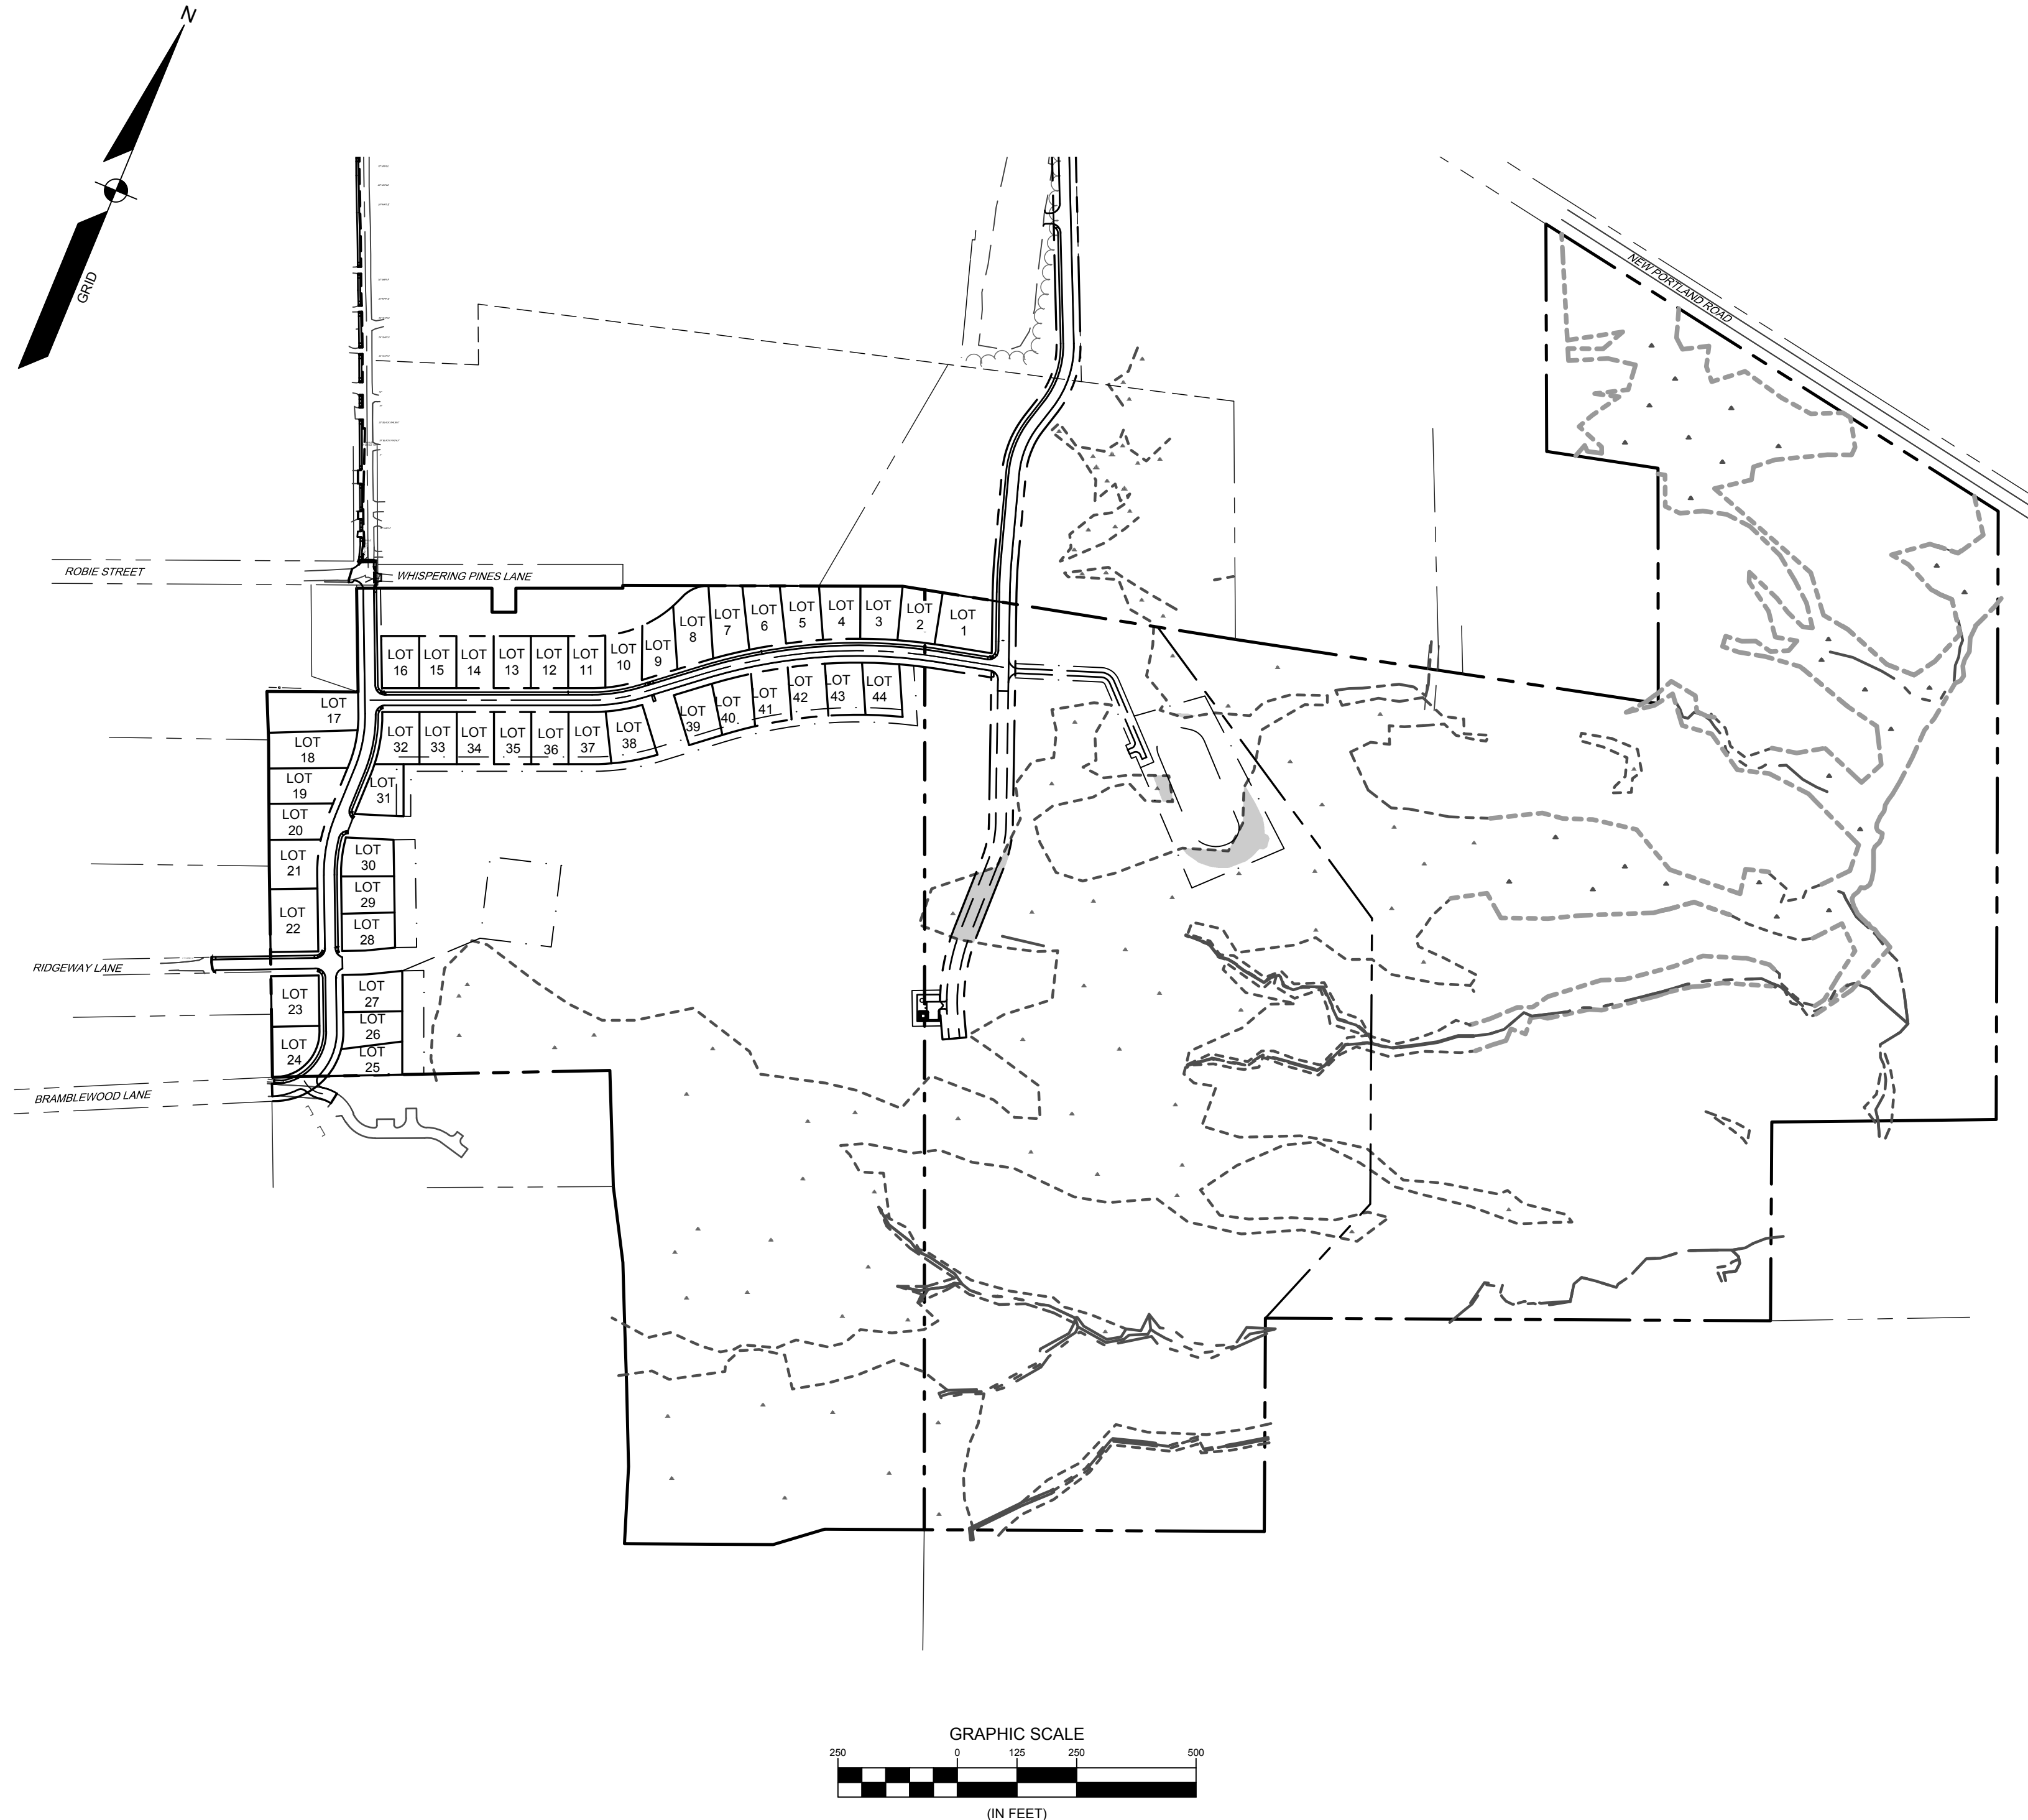 N
GRID
NEW PORTLAND ROAD
ROBIE STREET
WHISPERING PINES LANE
LOT
1
LOT
2
LOT
3
LOT
4
LOT
5
LOT
6
LOT
7
LOT
8
LOT
9
LOT
10
LOT
11
LOT
12
LOT
13
LOT
14
LOT
15
LOT
16
LOT
17
LOT
18
LOT
19
LOT
20
LOT
21
LOT
22
LOT
23
LOT
24
LOT
25
LOT
26
LOT
27
LOT
28
LOT
29
LOT
30
LOT
31
LOT
32
LOT
33
LOT
34
LOT
35
LOT
36
LOT
37
LOT
38
LOT
39
LOT
40
LOT
41
LOT
42
LOT
43
LOT
44
RIDGEWAY LANE
BRAMBLEWOOD LANE
GRAPHIC SCALE
250 0 125 250 500
(IN FEET)